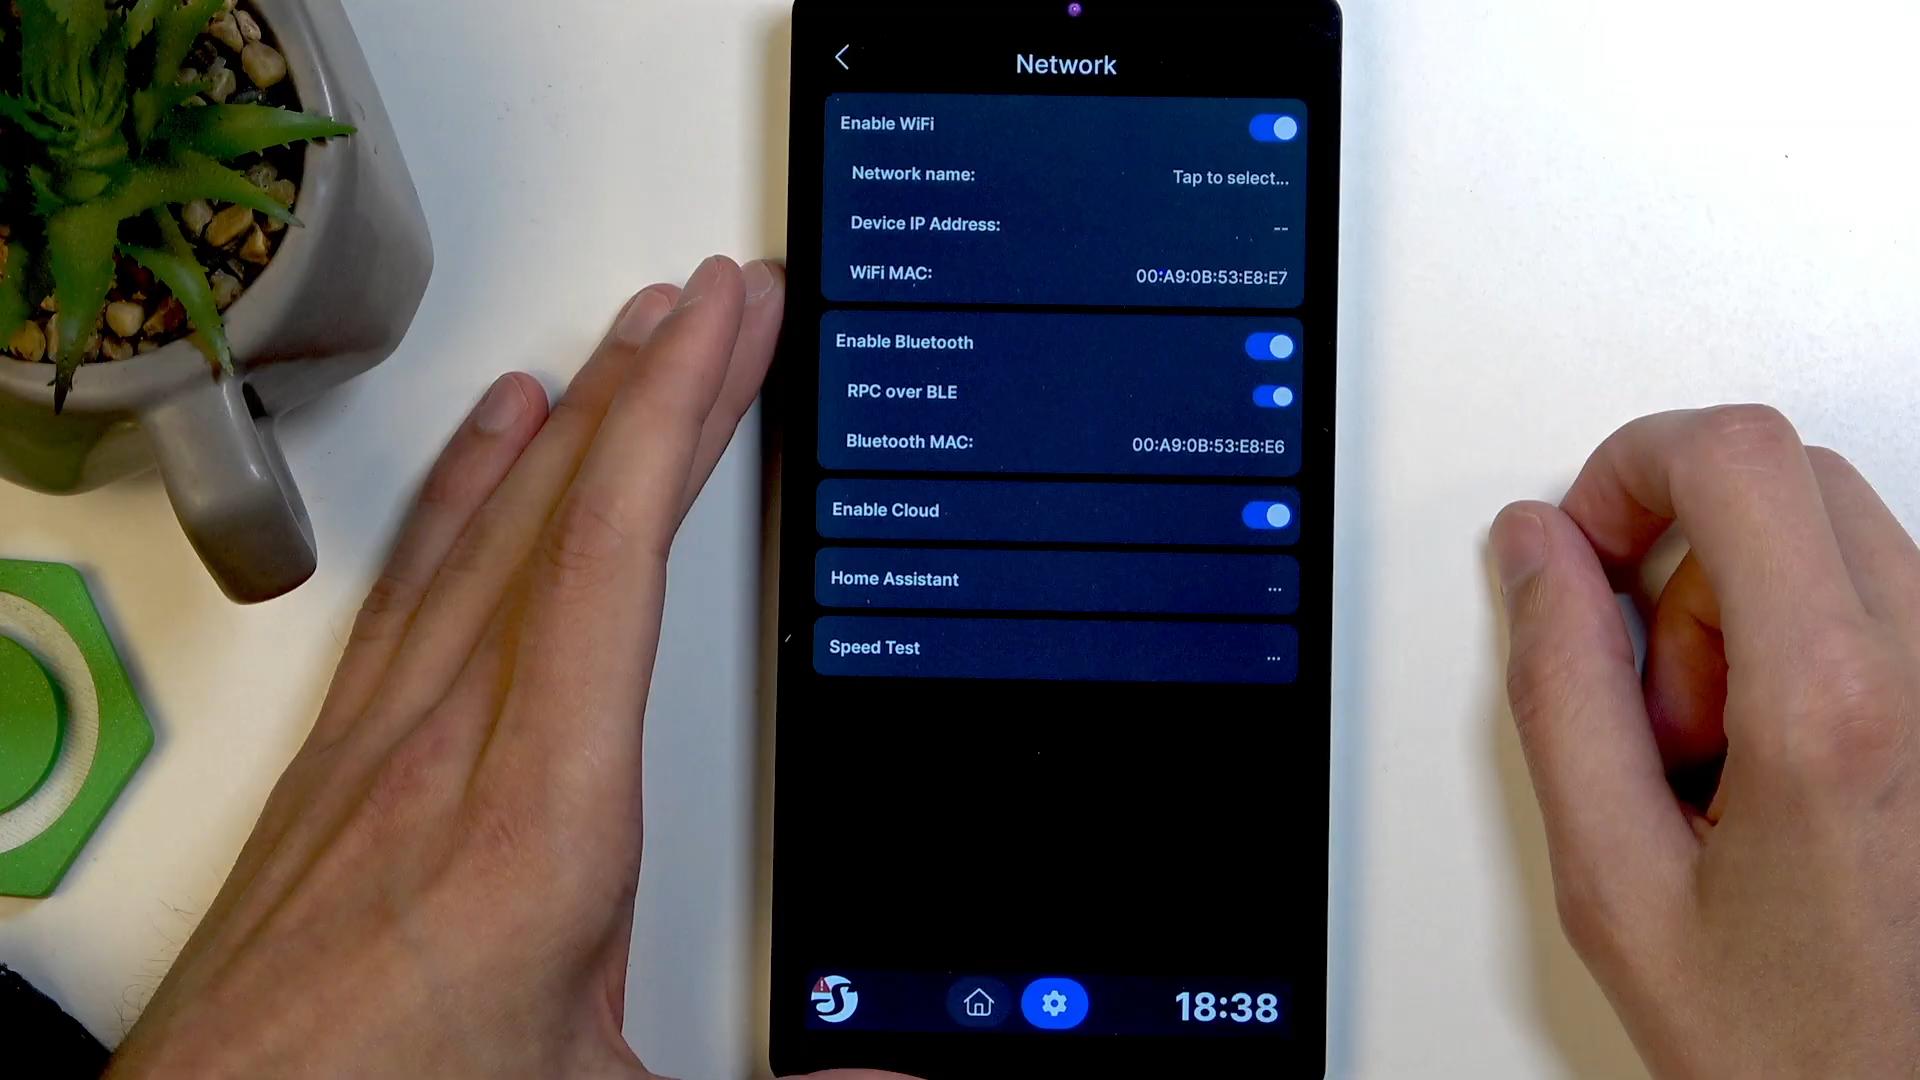 Network
Enable WiFi
Network name: Tap to select...
Device IP Address: --
WiFi MAC: 00:A9:0B:53:E8:E7
Enable Bluetooth
RPC over BLE
Bluetooth MAC: 00:A9:0B:53:E8:E6
Enable Cloud
Home Assistant ...
Speed Test ...
18:38